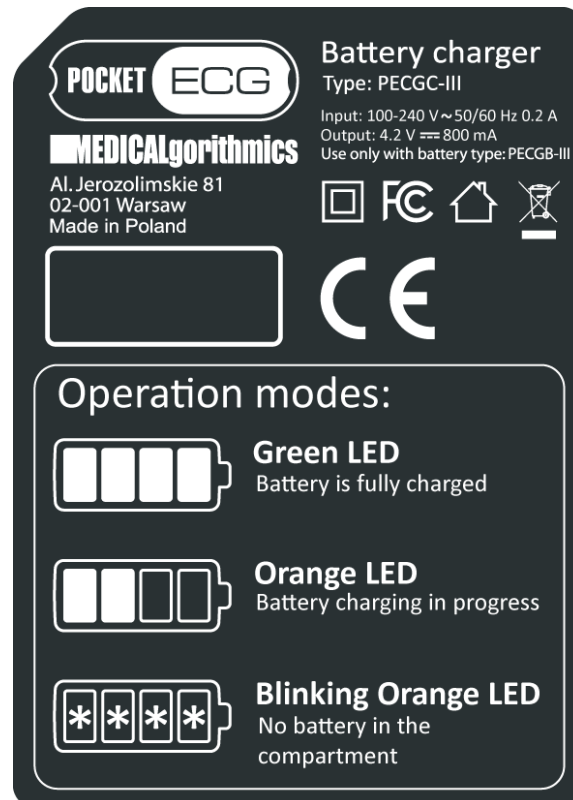 POCKET ECG
MEDICALgorithmics
Al. Jerozolimskie 81
02-001 Warsaw
Made in Poland
Battery charger
Type: PECGC-III
Input: 100-240 V~50/60 Hz 0.2 A
Output: 4.2 V ⎓ 800 mA
Use only with battery type: PECGB-III
FC
CE
Operation modes:
Green LED
Battery is fully charged
Orange LED
Battery charging in progress
* * * *
Blinking Orange LED
No battery in the
compartment